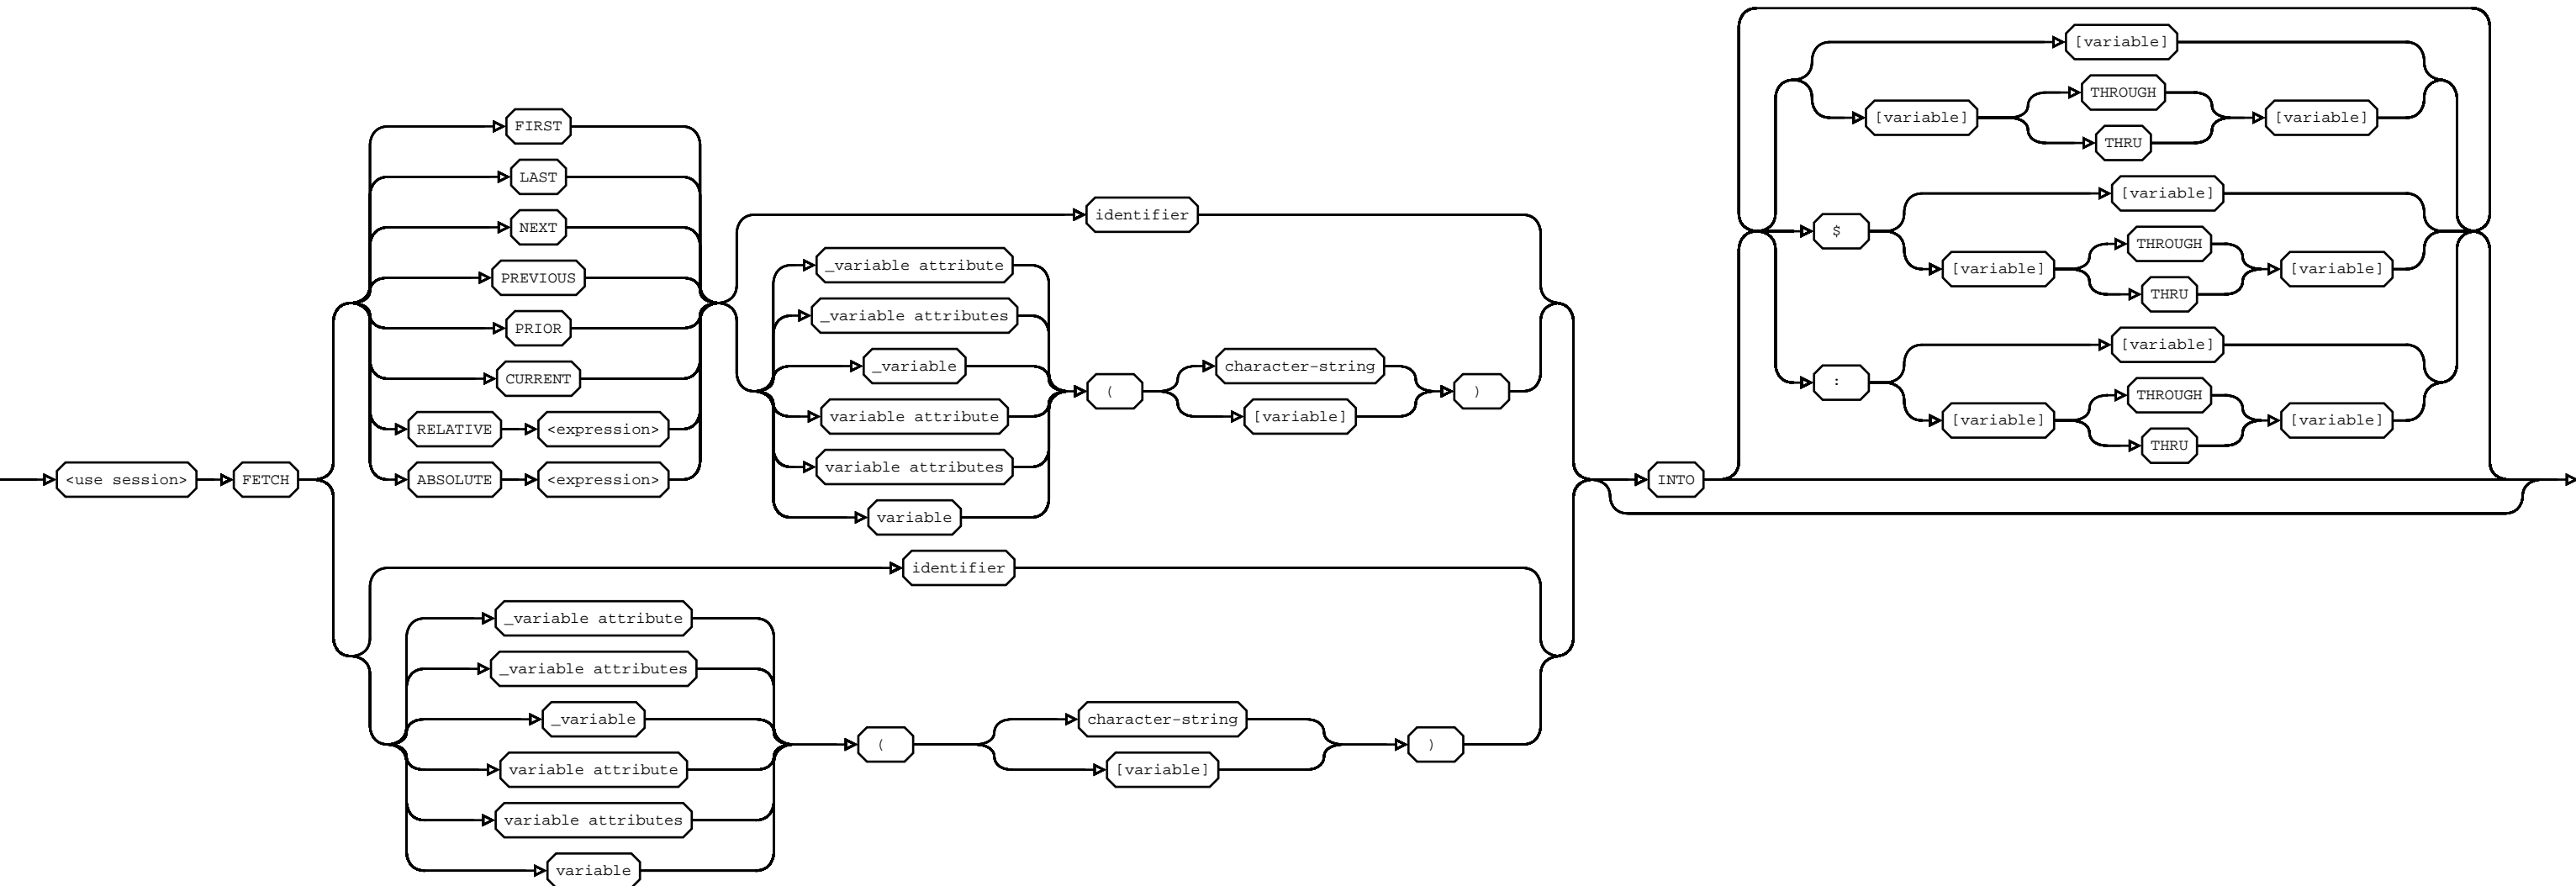 [variable]
[variable]
THROUGH
THRU
[variable]
FIRST
LAST
NEXT
PREVIOUS
PRIOR
CURRENT
RELATIVE
<expression>
ABSOLUTE
<expression>
<use session>
FETCH
identifier
_variable attribute
_variable attributes
_variable
variable attribute
variable attributes
variable
(
character-string
[variable]
)
INTO
$
[variable]
[variable]
THROUGH
THRU
[variable]
:
[variable]
[variable]
THROUGH
THRU
[variable]
identifier
_variable attribute
_variable attributes
_variable
variable attribute
variable attributes
variable
(
character-string
[variable]
)